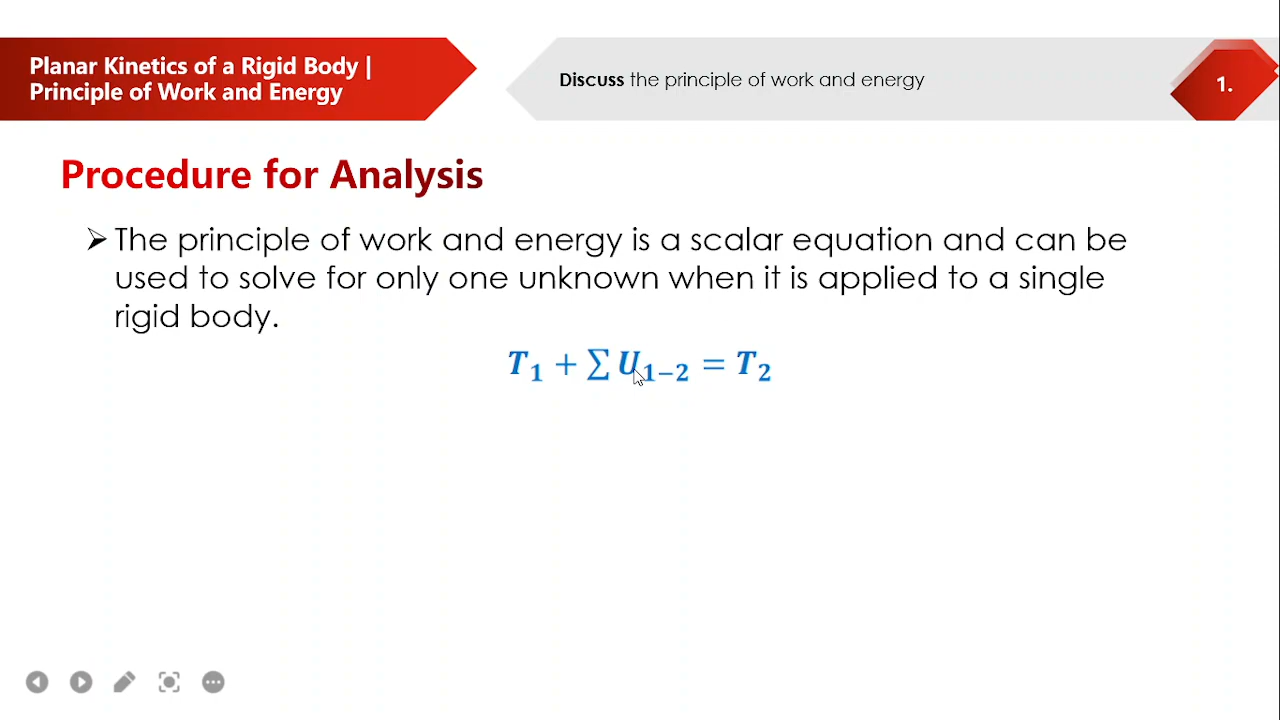 Planar Kinetics of a Rigid Body |
Principle of Work and Energy
Discuss the principle of work and energy
1.
Procedure for Analysis
➢ The principle of work and energy is a scalar equation and can be
used to solve for only one unknown when it is applied to a single
rigid body.
T₁ + ∑ U₁₋₂ = T₂